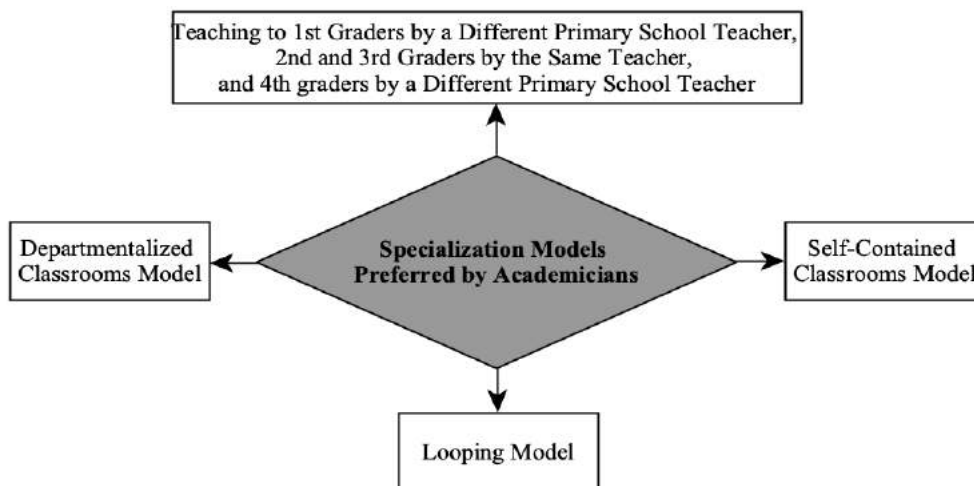 Teaching to 1st Graders by a Different Primary School Teacher,
2nd and 3rd Graders by the Same Teacher,
and 4th graders by a Different Primary School Teacher
Departmentalized
Classrooms Model
Specialization Models
Preferred by Academicians
Self-Contained
Classrooms Model
Looping Model